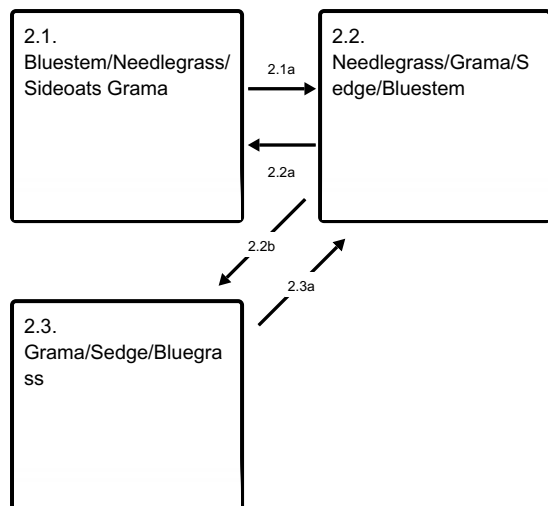 2.1.
Bluestem/Needlegrass/
Sideoats Grama
2.1a
2.2.
Needlegrass/Grama/S
edge/Bluestem
2.2a
2.2b
2.3a
2.3.
Grama/Sedge/Bluegra
ss